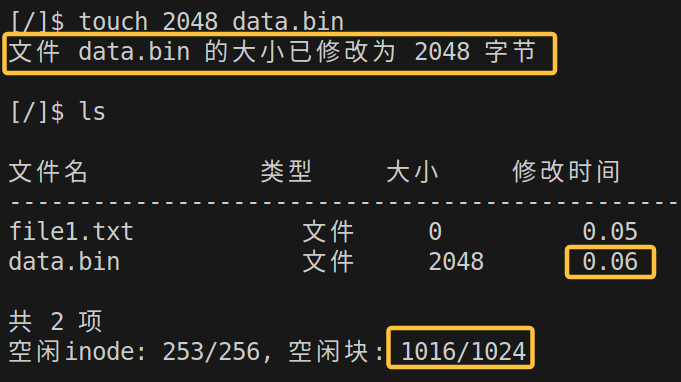 [/]$ touch 2048 data.bin
文件 data.bin 的大小已修改为 2048 字节
[/]$ ls
文件名 类型 大小 修改时间
--------------------------------------------------
file1.txt 文件 0 0.05
data.bin 文件 2048 0.06
共 2 项
空闲inode: 253/256, 空闲块: 1016/1024